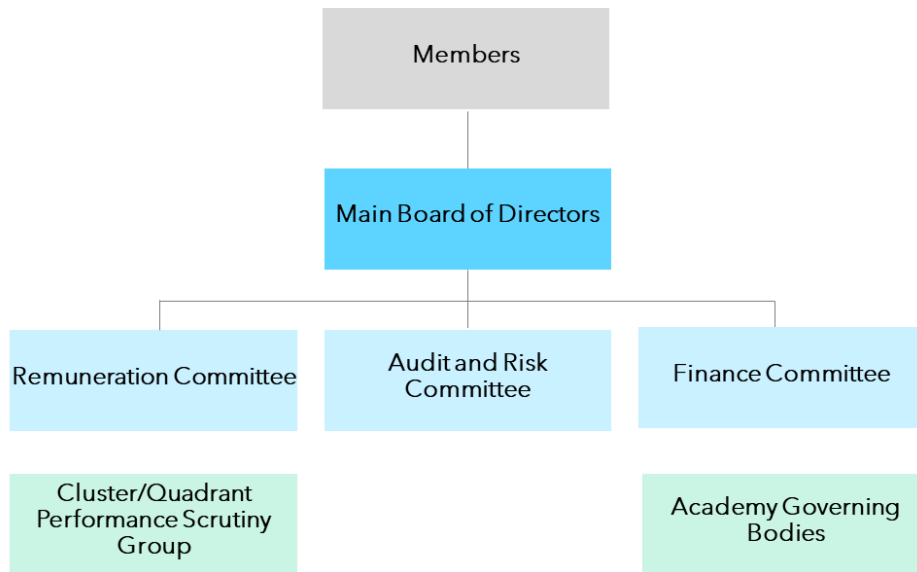 Members
Main Board of Directors
Remuneration Committee
Audit and Risk
Committee
Finance Committee
Cluster/Quadrant
Performance Scrutiny
Group
Academy Governing
Bodies